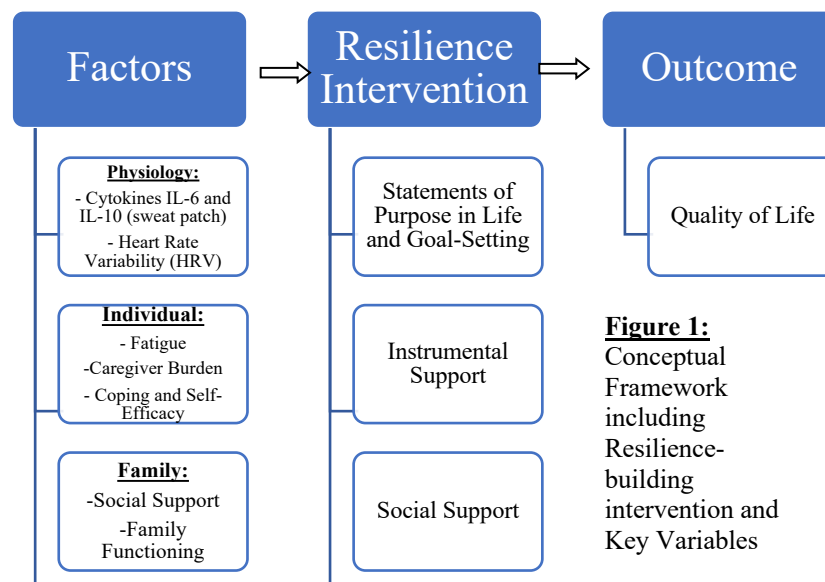 Factors
Physiology:
- Cytokines IL-6 and
IL-10 (sweat patch)
- Heart Rate
Variability (HRV)
Individual:
- Fatigue
-Caregiver Burden
- Coping and Self-
Efficacy
Family:
-Social Support
-Family
Functioning
Resilience
Intervention
Statements of
Purpose in Life
and Goal-Setting
Instrumental
Support
Social Support
Outcome
Quality of Life
Figure 1:
Conceptual
Framework
including
Resilience-
building
intervention and
Key Variables